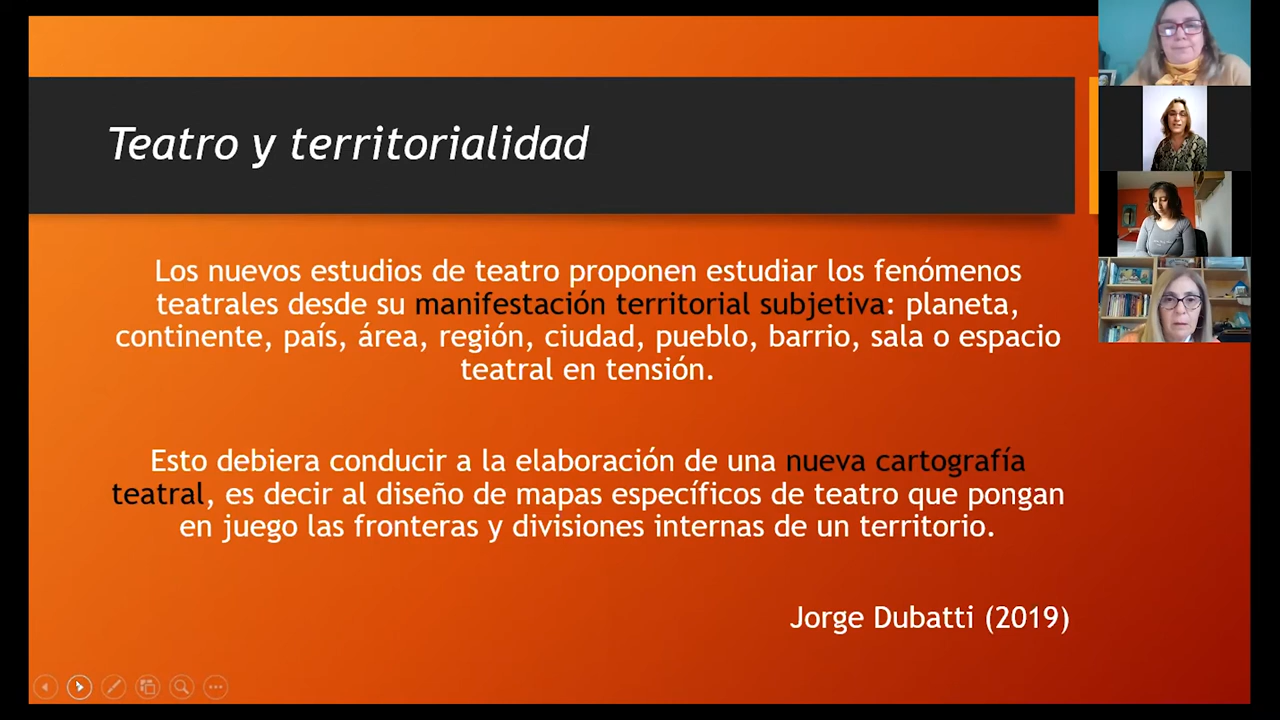 Teatro y territorialidad
Los nuevos estudios de teatro proponen estudiar los fenómenos
teatrales desde su manifestación territorial subjetiva: planeta,
continente, país, área, región, ciudad, pueblo, barrio, sala o espacio
teatral en tensión.
Esto debiera conducir a la elaboración de una nueva cartografía
teatral, es decir al diseño de mapas específicos de teatro que pongan
en juego las fronteras y divisiones internas de un territorio.
Jorge Dubatti (2019)